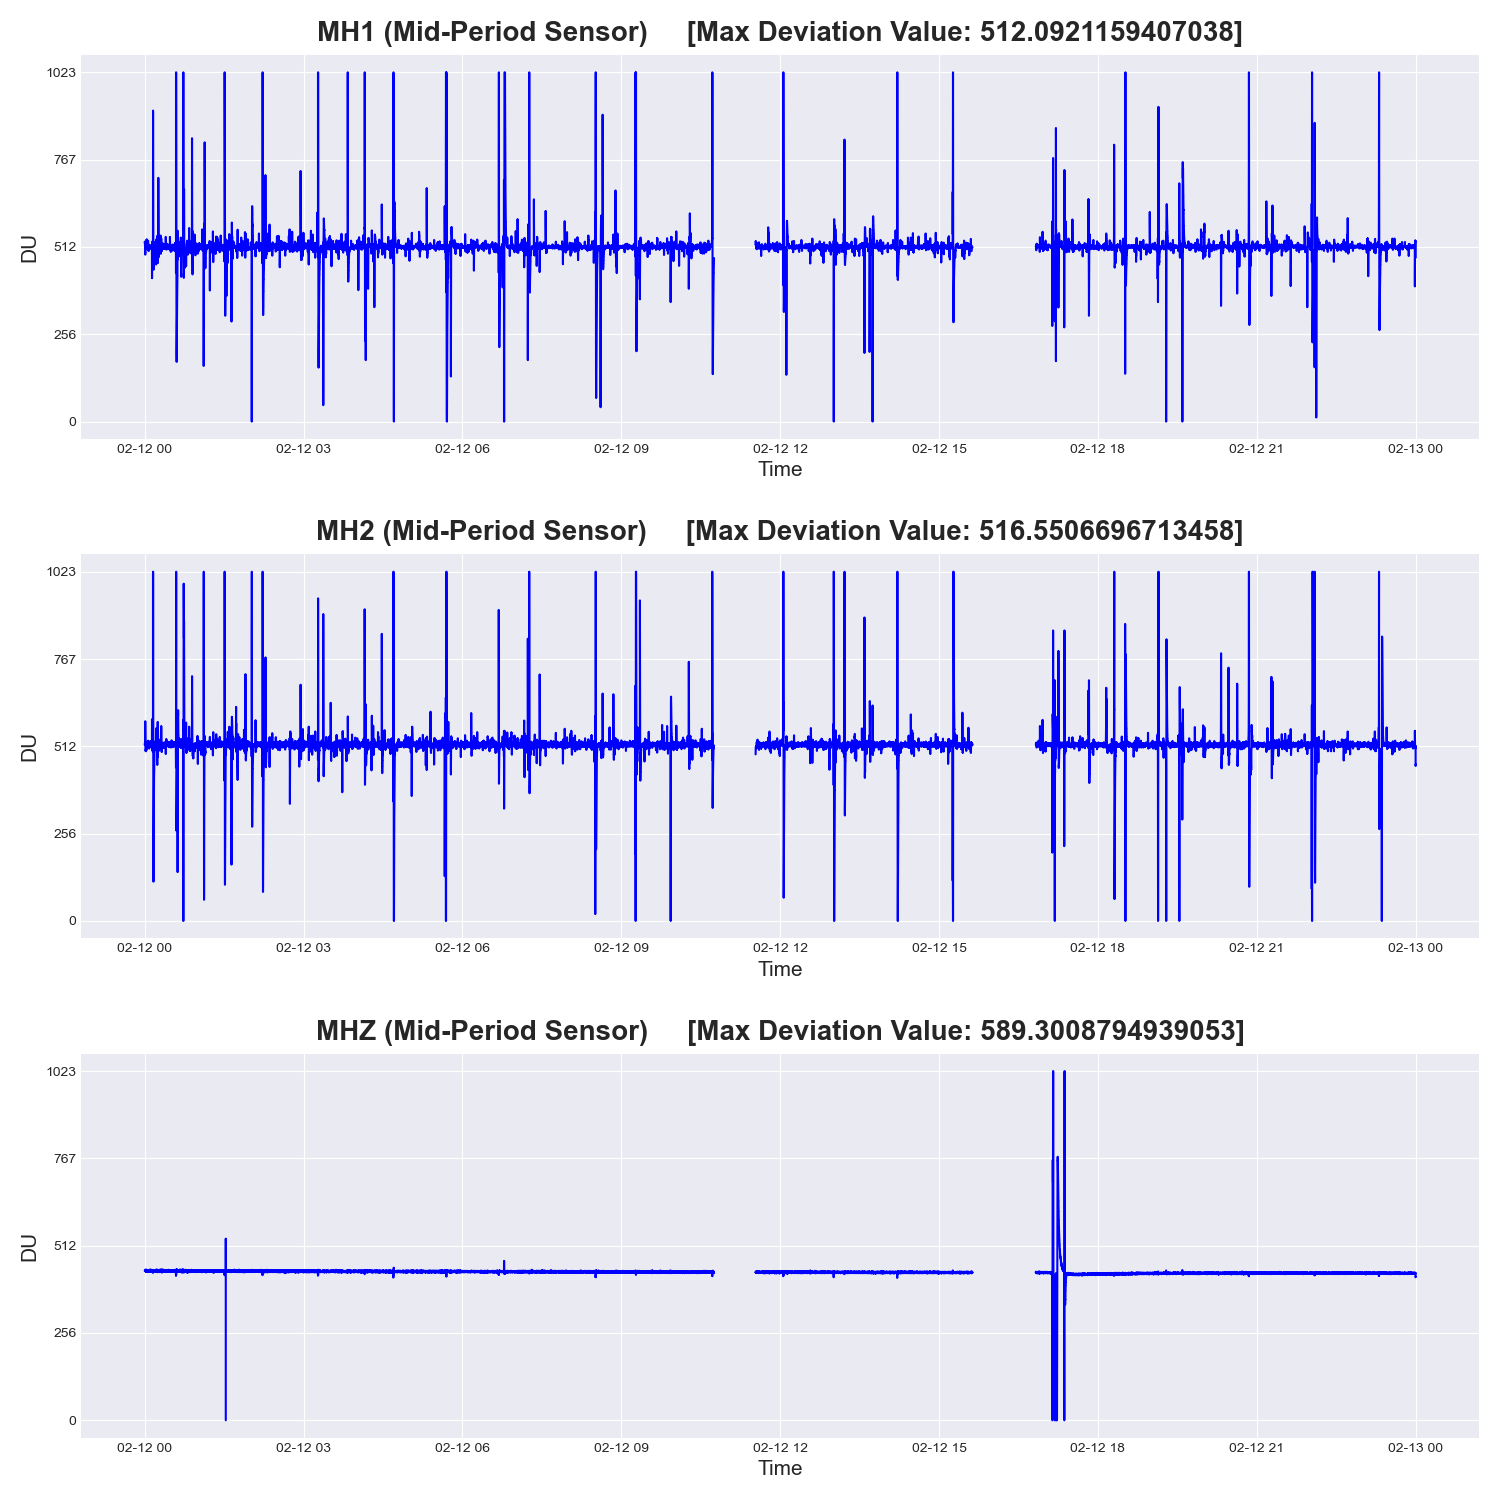 MH1 (Mid-Period Sensor) [Max Deviation Value: 512.0921159407038]
1023
767
512
256
0
DU
02-12 00 02-12 03 02-12 06 02-12 09 02-12 12 02-12 15 02-12 18 02-12 21 02-13 00
Time
MH2 (Mid-Period Sensor) [Max Deviation Value: 516.5506696713458]
1023
767
512
256
0
DU
02-12 00 02-12 03 02-12 06 02-12 09 02-12 12 02-12 15 02-12 18 02-12 21 02-13 00
Time
MHZ (Mid-Period Sensor) [Max Deviation Value: 589.3008794939053]
1023
767
512
256
0
DU
02-12 00 02-12 03 02-12 06 02-12 09 02-12 12 02-12 15 02-12 18 02-12 21 02-13 00
Time